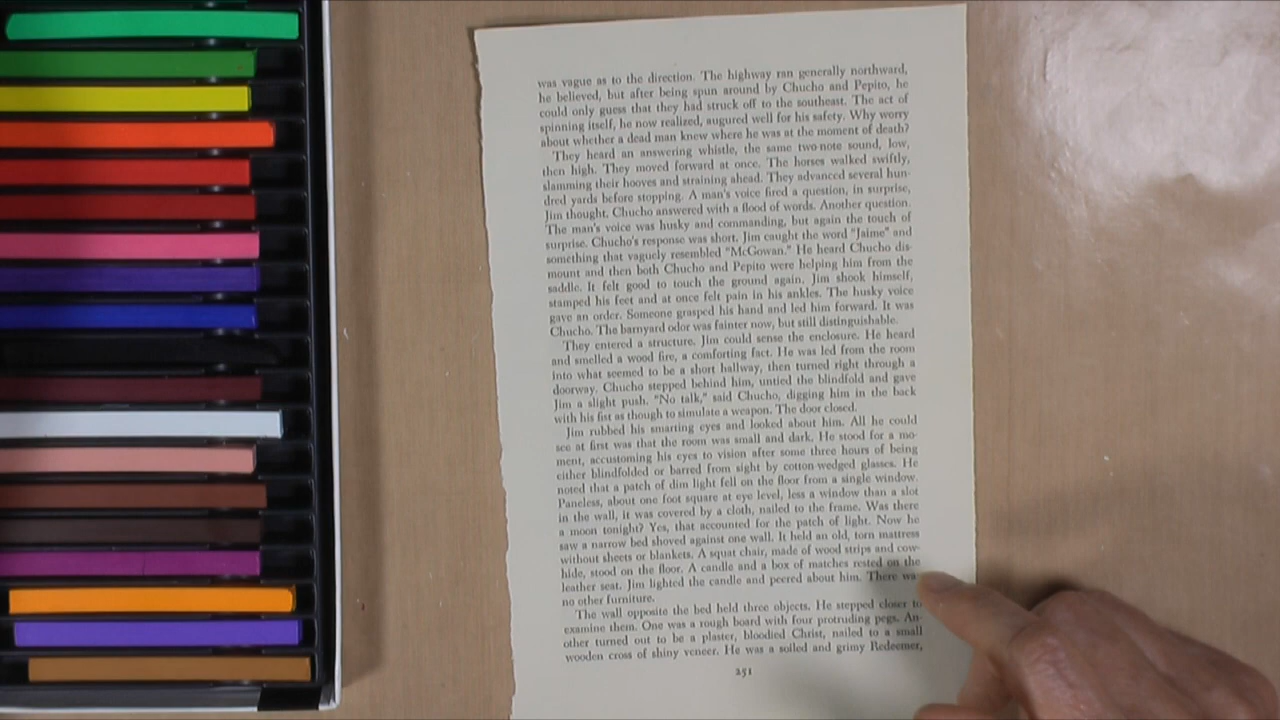 was vague as to the direction. The highway ran generally northward,
he believed, but after being spun around by Chucho and Pepito, he
could only guess that they had struck off to the southeast. The act of
spinning itself, he now realized, augured well for his safety. Why worry
about whether a dead man knew where he was at the moment of death?
They heard an answering whistle, the same two-note sound, low,
then high. They moved forward at once. The horses walked swiftly,
slamming their hooves and straining ahead. They advanced several hun-
dred yards before stopping. A man's voice fired a question, in surprise,
Jim thought. Chucho answered with a flood of words. Another question.
The man's voice was husky and commanding, but again the touch of
surprise. Chucho's response was short. Jim caught the word "Jaime" and
something that vaguely resembled "McGowan." He heard Chucho dis-
mount and then both Chucho and Pepito were helping him from the
saddle. It felt good to touch the ground again. Jim shook himself,
stamped his feet and at once felt pain in his ankles. The husky voice
gave an order. Someone grasped his hand and led him forward. It was
Chucho. The barnyard odor was fainter now, but still distinguishable.
They entered a structure. Jim could sense the enclosure. He heard
and smelled a wood fire, a comforting fact. He was led from the room
into what seemed to be a short hallway, then turned right through a
doorway. Chucho stepped behind him, untied the blindfold and gave
Jim a slight push. "No talk," said Chucho, digging him in the back
with his fist as though to simulate a weapon. The door closed.
Jim rubbed his smarting eyes and looked about him. All he could
see at first was that the room was small and dark. He stood for a mo-
ment, accustoming his eyes to vision after some three hours of being
either blindfolded or barred from sight by cotton-wedged glasses. He
noted that a patch of dim light fell on the floor from a single window.
Paneless, about one foot square at eye level, less a window than a slot
in the wall, it was covered by a cloth, nailed to the frame. Was there
a moon tonight? Yes, that accounted for the patch of light. Now he
saw a narrow bed shoved against one wall. It held an old, torn mattress
without sheets or blankets. A squat chair, made of wood strips and cow-
hide, stood on the floor. A candle and a box of matches rested on the
leather seat. Jim lighted the candle and peered about him. There wa
no other furniture.
The wall opposite the bed held three objects. He stepped closer to
examine them. One was a rough board with four protruding pegs. An-
other turned out to be a plaster, bloodied Christ, nailed to a small
wooden cross of shiny veneer. He was a soiled and grimy Redeemer,
251